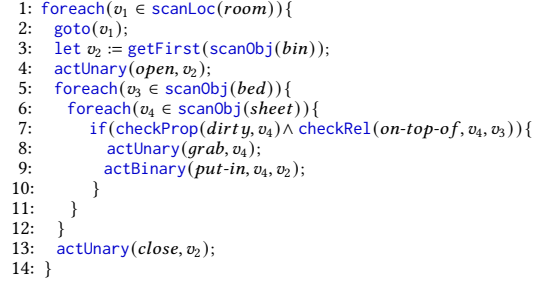 1: foreach(v₁ ∈ scanLoc(room)){
2: goto(v₁);
3: let v₂ := getFirst(scanObj(bin));
4: actUnary(open, v₂);
5: foreach(v₃ ∈ scanObj(bed)){
6: foreach(v₄ ∈ scanObj(sheet)){
7: if(checkProp(dirty, v₄)∧ checkRel(on-top-of, v₄, v₃)){
8: actUnary(grab, v₄);
9: actBinary(put-in, v₄, v₂);
10: }
11: }
12: }
13: actUnary(close, v₂);
14: }